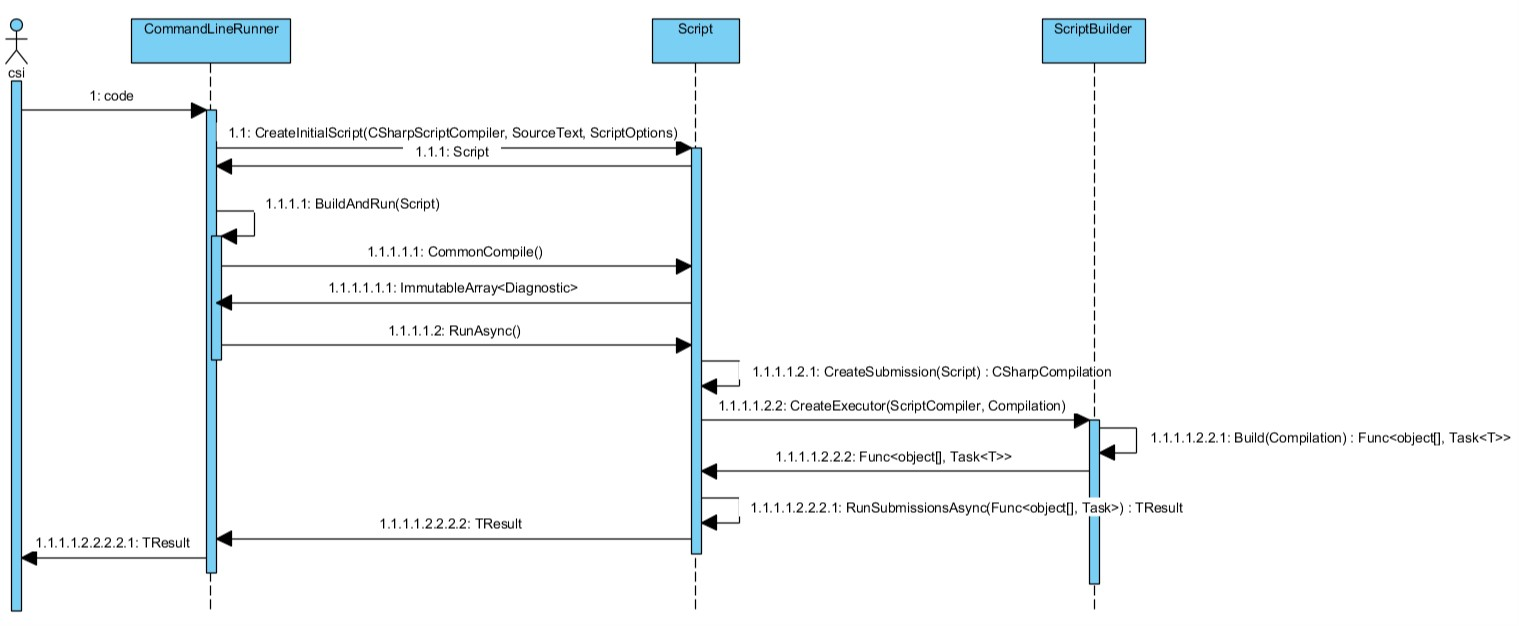 CommandLineRunner
Script
ScriptBuilder
csi
1: code
1.1: CreateInitialScript(CSharpScriptCompiler, SourceText, ScriptOptions)
1.1.1: Script
1.1.1.1: BuildAndRun(Script)
1.1.1.1.1: CommonCompile()
1.1.1.1.1.1: ImmutableArray<Diagnostic>
1.1.1.1.2: RunAsync()
1.1.1.1.2.1: CreateSubmission(Script) : CSharpCompilation
1.1.1.1.2.2: CreateExecutor(ScriptCompiler, Compilation)
1.1.1.1.2.2.1: Build(Compilation) : Func<object[], Task<T>>
1.1.1.1.2.2.2: Func<object[], Task<T>>
1.1.1.1.2.2.2.1: RunSubmissionsAsync(Func<object[], Task>) : TResult
1.1.1.1.2.2.2.2: TResult
1.1.1.1.2.2.2.2.1: TResult